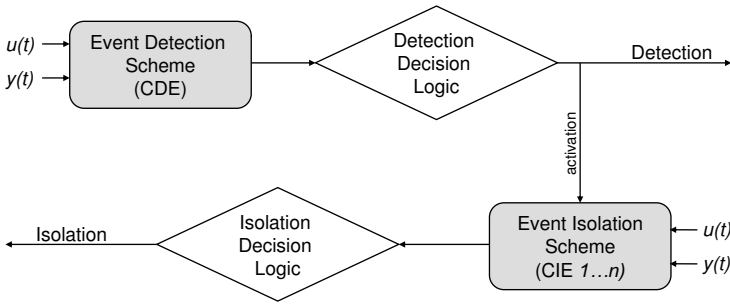 u(t)
y(t)
Event Detection
Scheme
(CDE)
Detection
Decision
Logic
Detection
activation
Event Isolation
Scheme
(CIE 1...n)
u(t)
y(t)
Isolation
Decision
Logic
Isolation